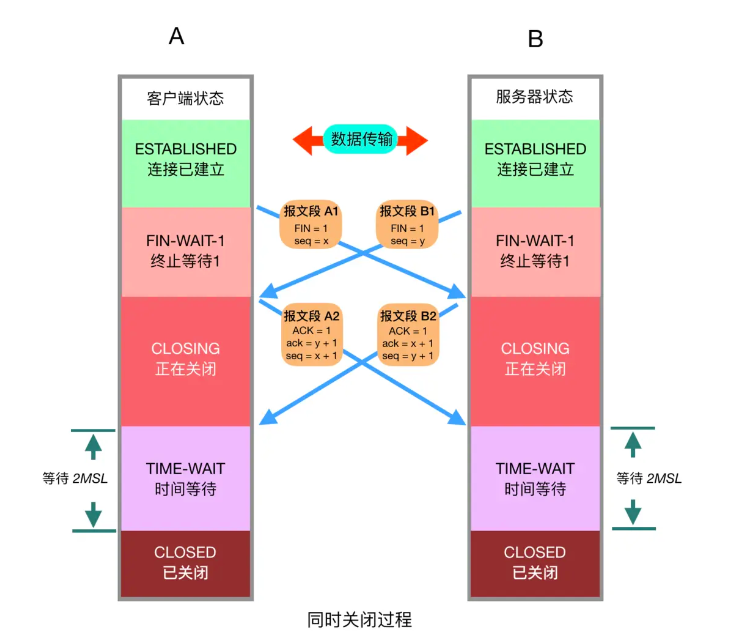 A
B
客户端状态
服务器状态
数据传输
ESTABLISHED
连接已建立
ESTABLISHED
连接已建立
报文段 A1
FIN = 1
seq = x
报文段 B1
FIN = 1
seq = y
FIN-WAIT-1
终止等待1
FIN-WAIT-1
终止等待1
报文段 A2
ACK = 1
ack = y + 1
seq = x + 1
报文段 B2
ACK = 1
ack = x + 1
seq = y + 1
CLOSING
正在关闭
CLOSING
正在关闭
等待 2MSL
TIME-WAIT
时间等待
TIME-WAIT
时间等待
等待 2MSL
CLOSED
已关闭
CLOSED
已关闭
同时关闭过程